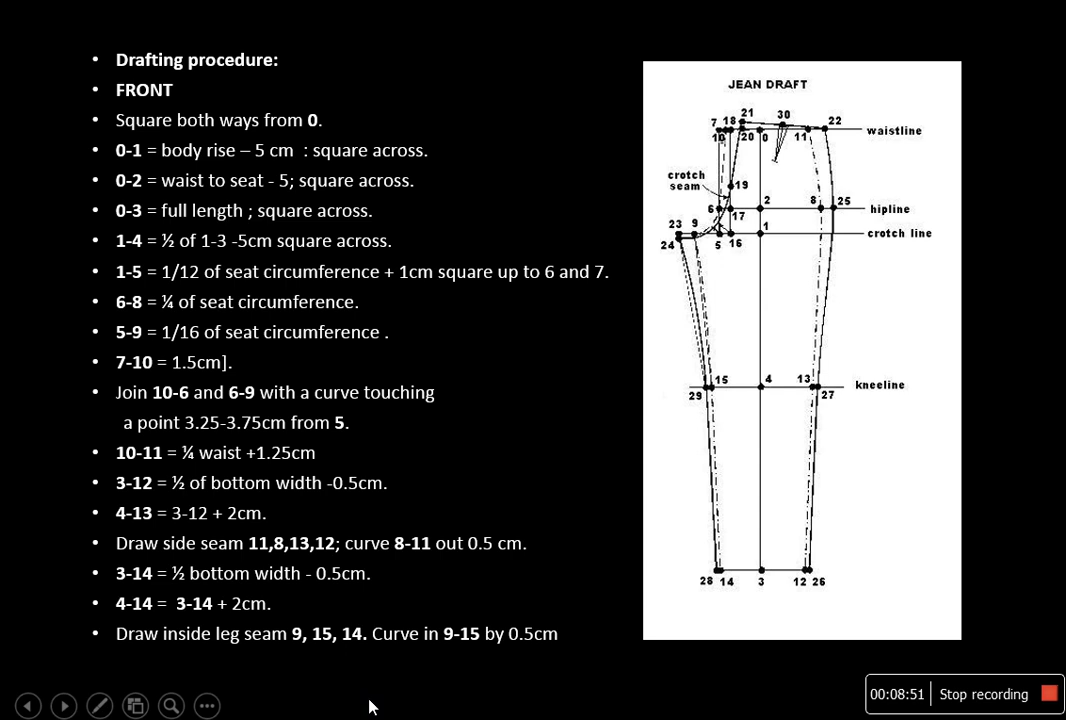 Drafting procedure:
FRONT
Square both ways from 0.
0-1 = body rise – 5 cm : square across.
0-2 = waist to seat - 5; square across.
0-3 = full length ; square across.
1-4 = ½ of 1-3 -5cm square across.
1-5 = 1/12 of seat circumference + 1cm square up to 6 and 7.
6-8 = ¼ of seat circumference.
5-9 = 1/16 of seat circumference .
7-10 = 1.5cm].
Join 10-6 and 6-9 with a curve touching
a point 3.25-3.75cm from 5.
10-11 = ¼ waist +1.25cm
3-12 = ½ of bottom width -0.5cm.
4-13 = 3-12 + 2cm.
Draw side seam 11,8,13,12; curve 8-11 out 0.5 cm.
3-14 = ½ bottom width - 0.5cm.
4-14 = 3-14 + 2cm.
Draw inside leg seam 9, 15, 14. Curve in 9-15 by 0.5cm
JEAN DRAFT
21 30
7 18 22
waistline
10 20 0 11
crotch
seam
19
6 17 2 8 25
hipline
23 9 1
crotch line
24 5 16
15 4 13
kneeline
29 27
28 14 3 12 26
00:08:51 Stop recording